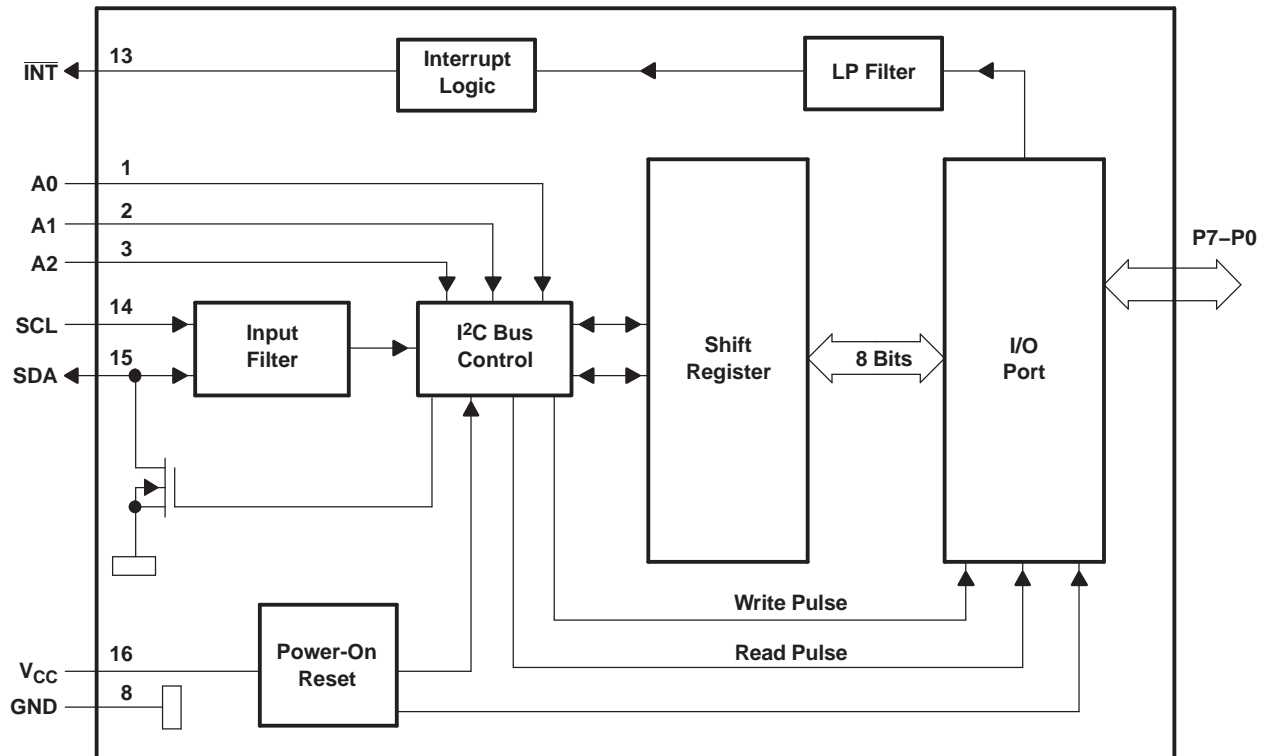 13
INT
Interrupt
Logic
LP Filter
1
A0
2
A1
3
A2
P7–P0
14
SCL
15
SDA
Input
Filter
I²C Bus
Control
Shift
Register
8 Bits
I/O
Port
Write Pulse
Read Pulse
16
VCC
8
GND
Power-On
Reset